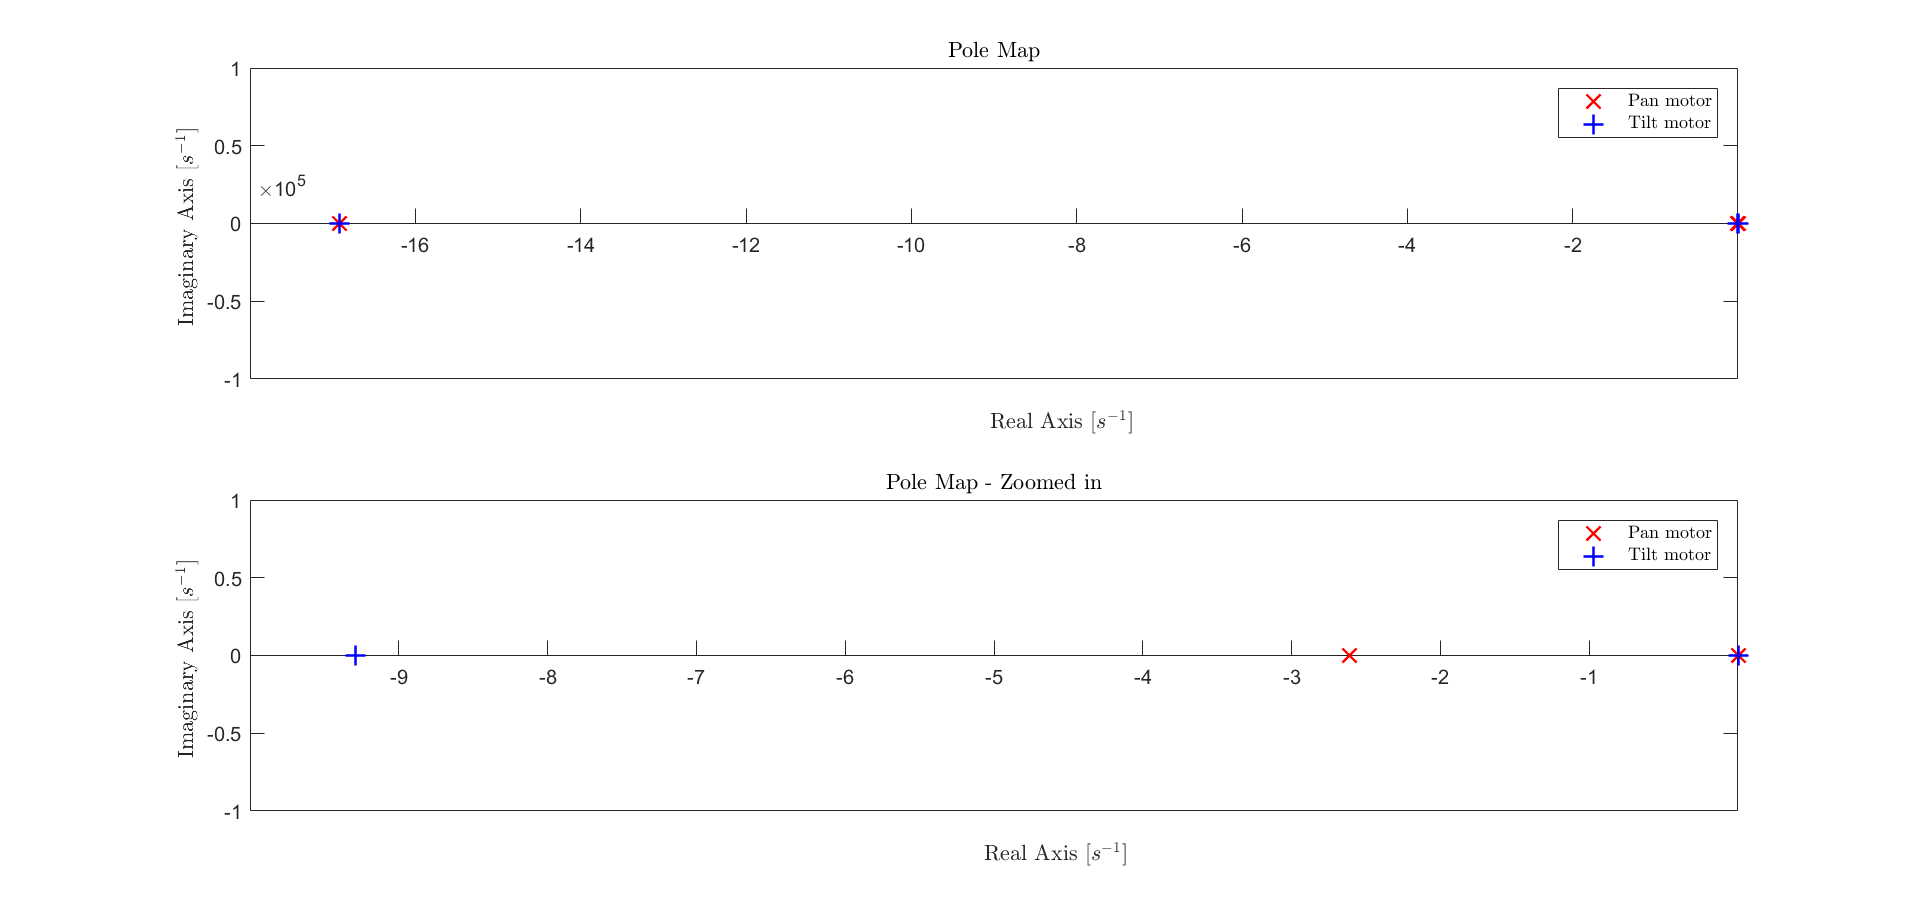 Pole Map
1
Pan motor
Tilt motor
0.5
×10^5
0
-16 -14 -12 -10 -8 -6 -4 -2
-0.5
-1
Imaginary Axis [s^-1]
Real Axis [s^-1]
Pole Map - Zoomed in
1
Pan motor
Tilt motor
0.5
0
-9 -8 -7 -6 -5 -4 -3 -2 -1
-0.5
-1
Imaginary Axis [s^-1]
Real Axis [s^-1]